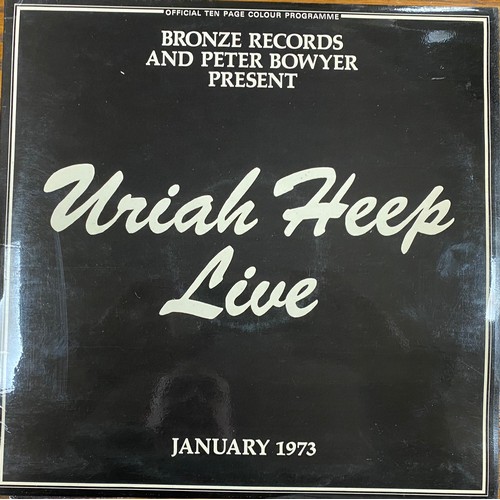 OFFICIAL TEN PAGE COLOUR PROGRAMME
BRONZE RECORDS
AND PETER BOWYER
PRESENT
Uriah Heep
Live
JANUARY 1973